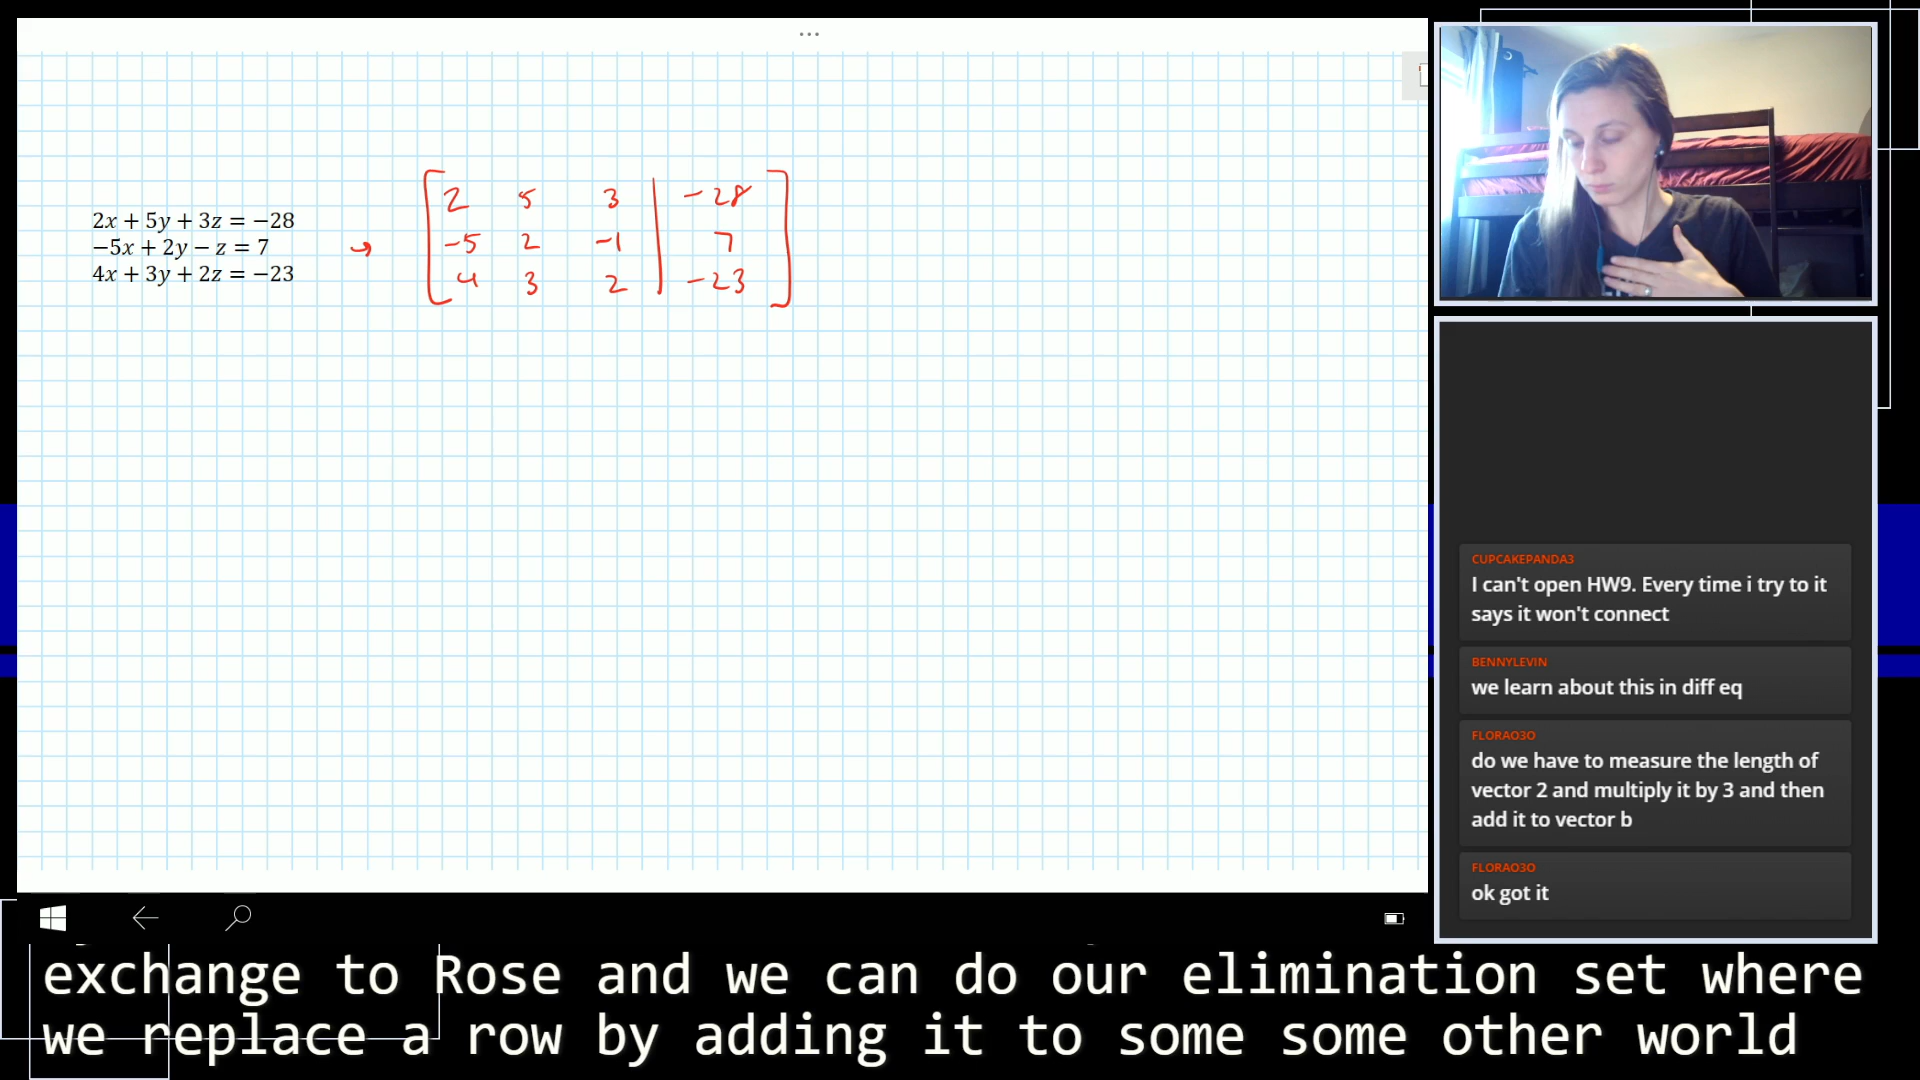 2x + 5y + 3z = −28
−5x + 2y − z = 7
4x + 3y + 2z = −23
2 5 3 | -28
-5 2 -1 | 7
4 3 2 | -23
CUPCAKEPANDA3
I can't open HW9. Every time i try to it
says it won't connect
BENNYLEVIN
we learn about this in diff eq
FLORAO3O
do we have to measure the length of
vector 2 and multiply it by 3 and then
add it to vector b
FLORAO3O
ok got it
exchange to Rose and we can do our elimination set where
we replace a row by adding it to some some other world